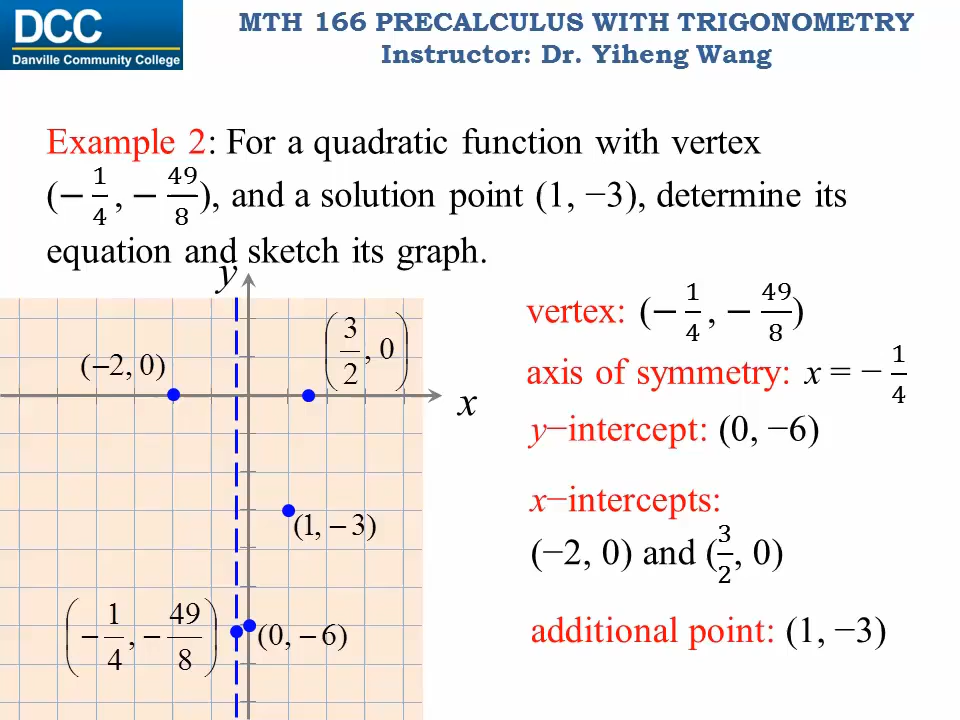 DCC
Danville Community College
MTH 166 PRECALCULUS WITH TRIGONOMETRY
Instructor: Dr. Yiheng Wang
Example 2: For a quadratic function with vertex
(−1/4, −49/8), and a solution point (1, −3), determine its
equation and sketch its graph.
y
(−2, 0)
(3/2, 0)
x
(1, −3)
(−1/4, −49/8)
(0, −6)
vertex: (−1/4, −49/8)
axis of symmetry: x = −1/4
y−intercept: (0, −6)
x−intercepts:
(−2, 0) and (3/2, 0)
additional point: (1, −3)